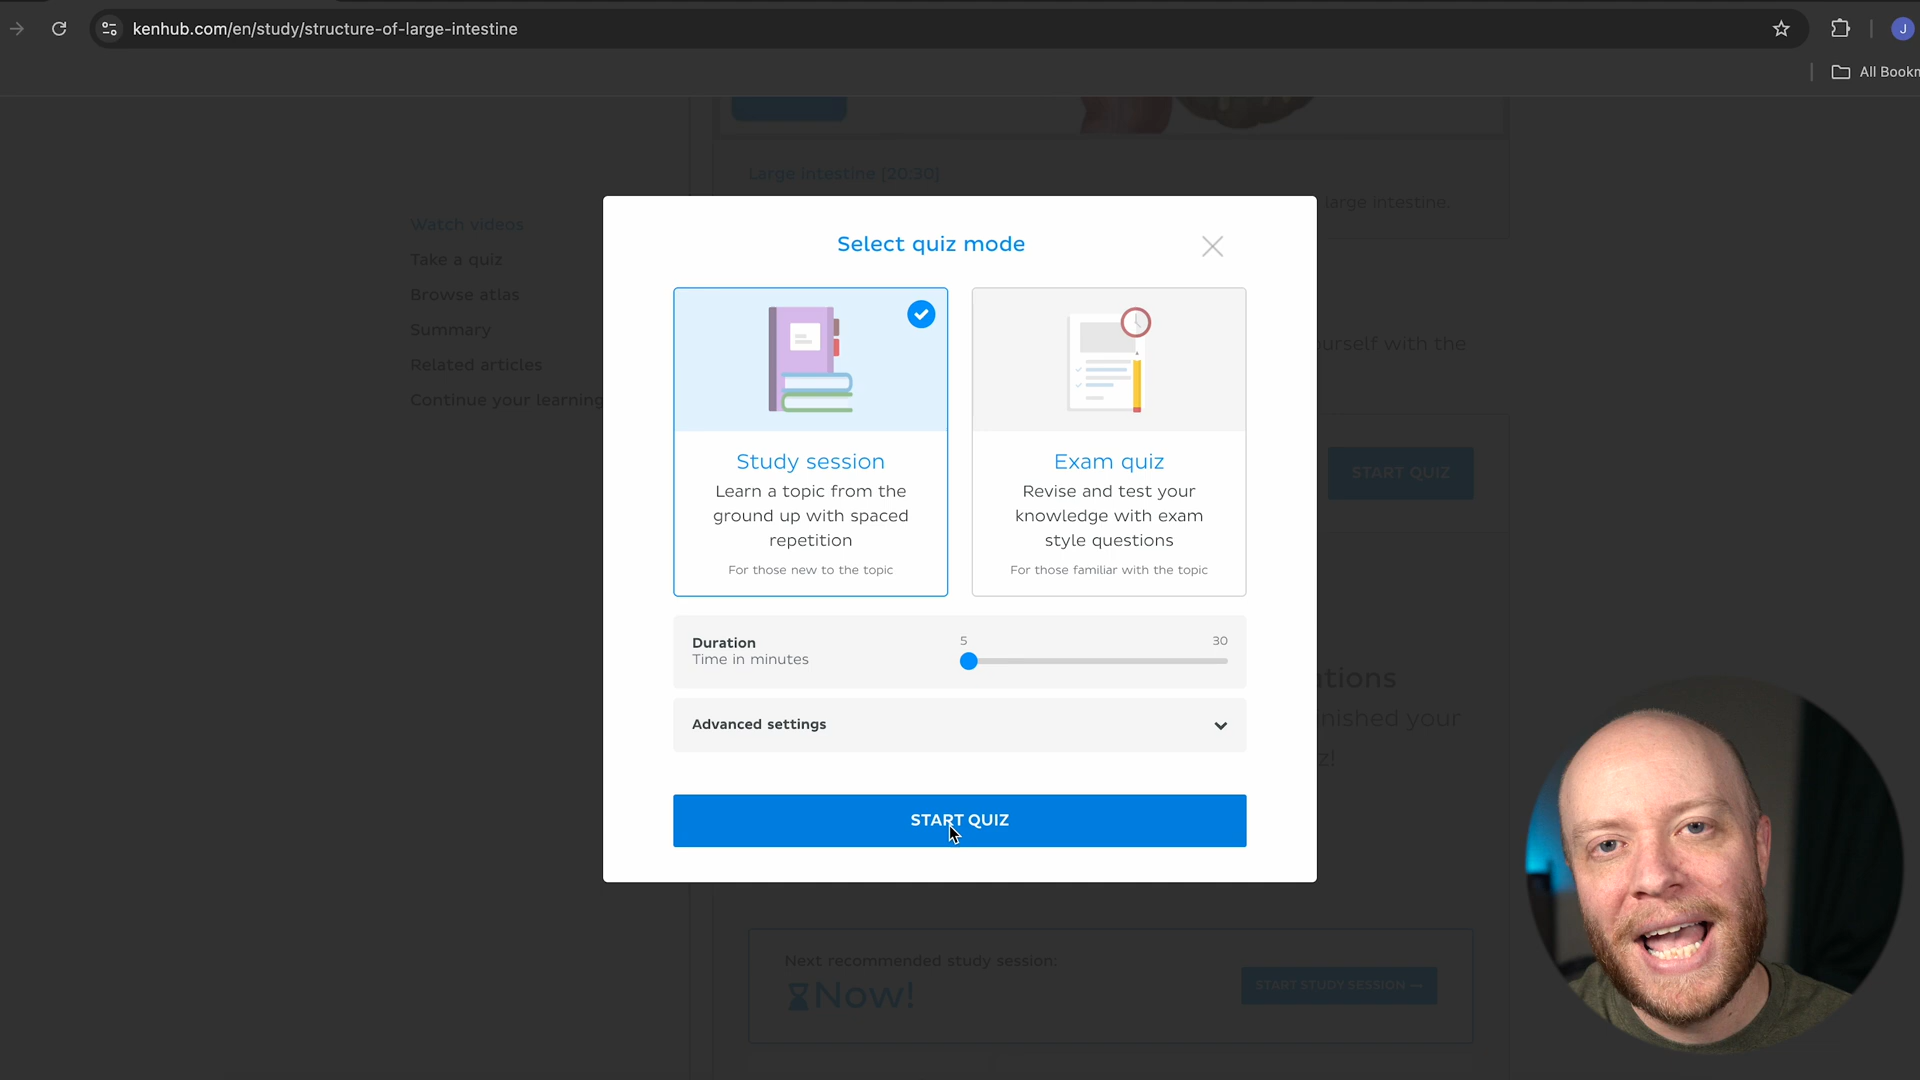 kenhub.com/en/study/structure-of-large-intestine
J
All Bookm
Large intestine [20:30]
large intestine.
Watch videos
Take a quiz
Browse atlas
Summary
Related articles
Continue your learning
Select quiz mode
Study session
Learn a topic from the
ground up with spaced
repetition
For those new to the topic
Exam quiz
Revise and test your
knowledge with exam
style questions
For those familiar with the topic
urself with the
START QUIZ
Duration
Time in minutes
5
30
Advanced settings
ations
nished your
z!
START QUIZ
Next recommended study session:
Now!
START STUDY SESSION